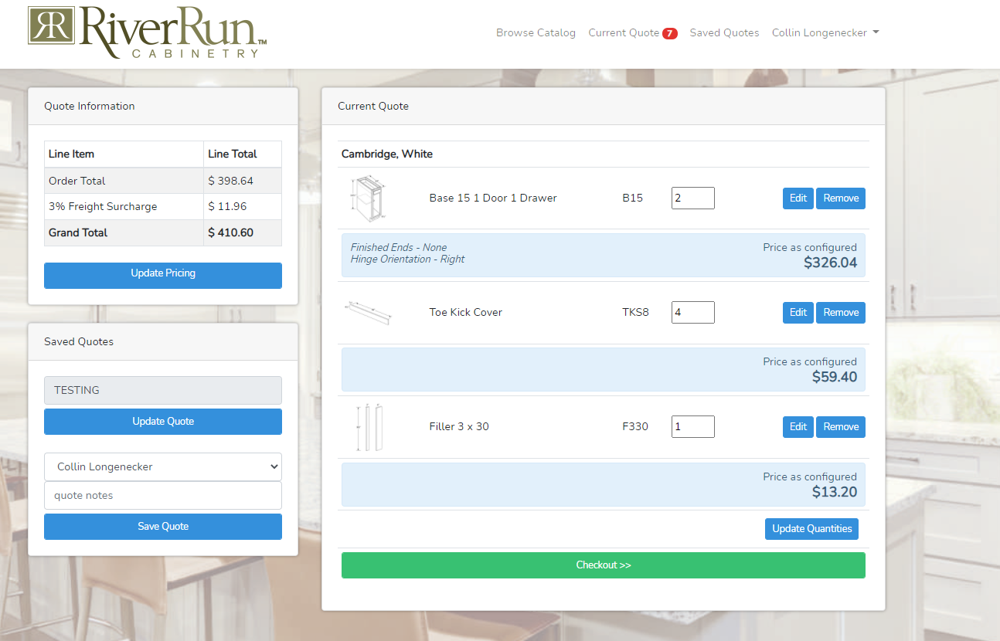 RR RiverRun™
CABINETRY
Browse Catalog Current Quote 7 Saved Quotes Collin Longenecker
Quote Information
Line Item Line Total
Order Total $ 398.64
3% Freight Surcharge $ 11.96
Grand Total $ 410.60
Update Pricing
Saved Quotes
TESTING
Update Quote
Collin Longenecker
quote notes
Save Quote
Current Quote
Cambridge, White
Base 15 1 Door 1 Drawer B15 2 Edit Remove
Finished Ends - None
Hinge Orientation - Right
Price as configured
$326.04
Toe Kick Cover TKS8 4 Edit Remove
Price as configured
$59.40
Filler 3 x 30 F330 1 Edit Remove
Price as configured
$13.20
Update Quantities
Checkout >>